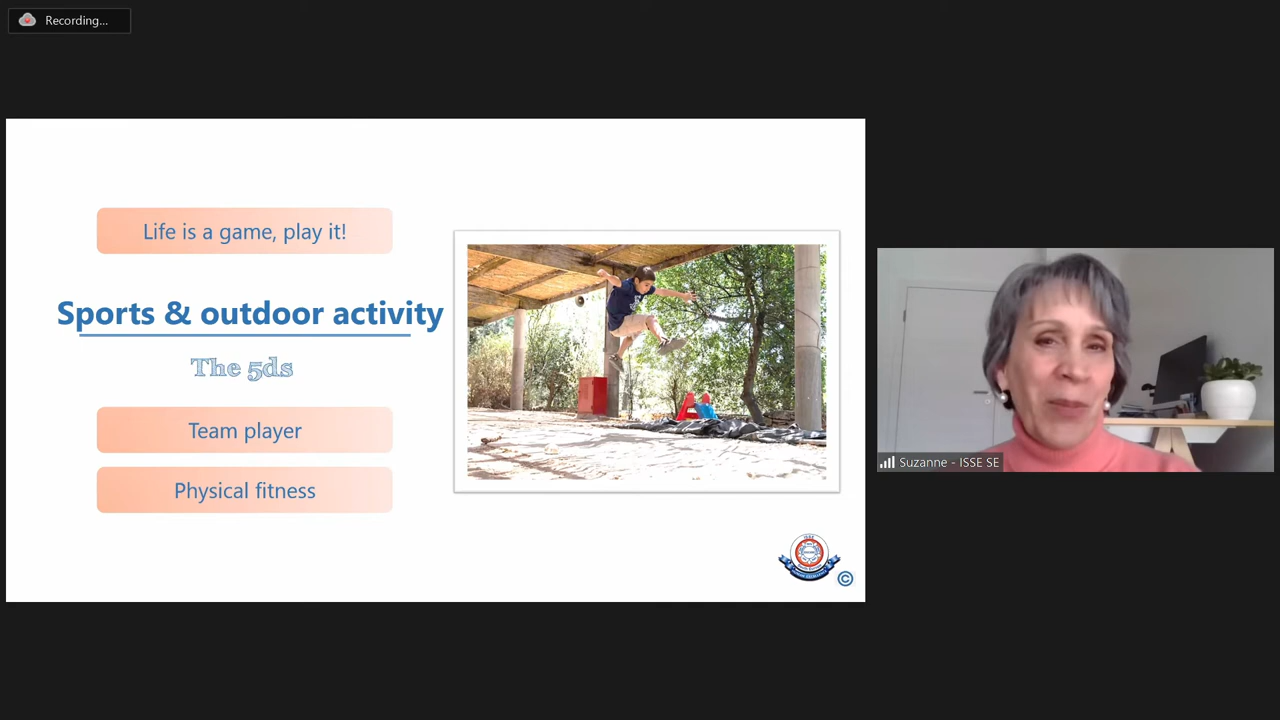 Recording...
Life is a game, play it!
Sports & outdoor activity
The 5ds
Team player
Physical fitness
©
Suzanne - ISSE SE